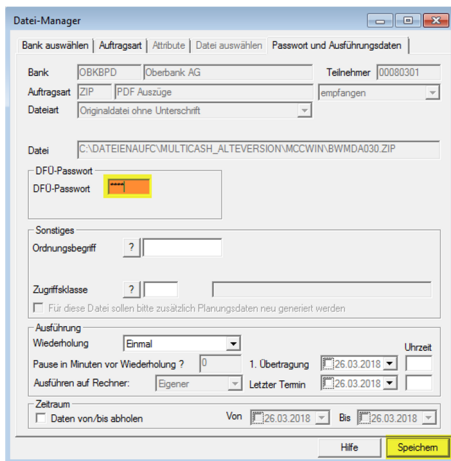 Datei-Manager
Bank auswählen | Auftragsart | Attribute | Datei auswählen | Passwort und Ausführungsdaten
Bank OBKBPD Oberbank AG Teilnehmer 00080301
Auftragsart ZIP PDF Auszüge empfangen
Dateiart Originaldatei ohne Unterschrift
Datei C:\DATEIENAUFC\MULTICASH_ALTEVERSION\MCCWIN\BWMDA030.ZIP
DFÜ-Passwort
DFÜ-Passwort ****
Sonstiges
Ordnungsbegriff ?
Zugriffsklasse ?
Für diese Datei sollen bitte zusätzlich Planungsdaten neu generiert werden
Ausführung
Wiederholung Einmal Uhrzeit
Pause in Minuten vor Wiederholung ? 0 1. Übertragung 26.03.2018
Ausführen auf Rechner: Eigener Letzter Termin 26.03.2018
Zeitraum
Daten von/bis abholen Von 26.03.2018 Bis 26.03.2018
Hilfe Speichern